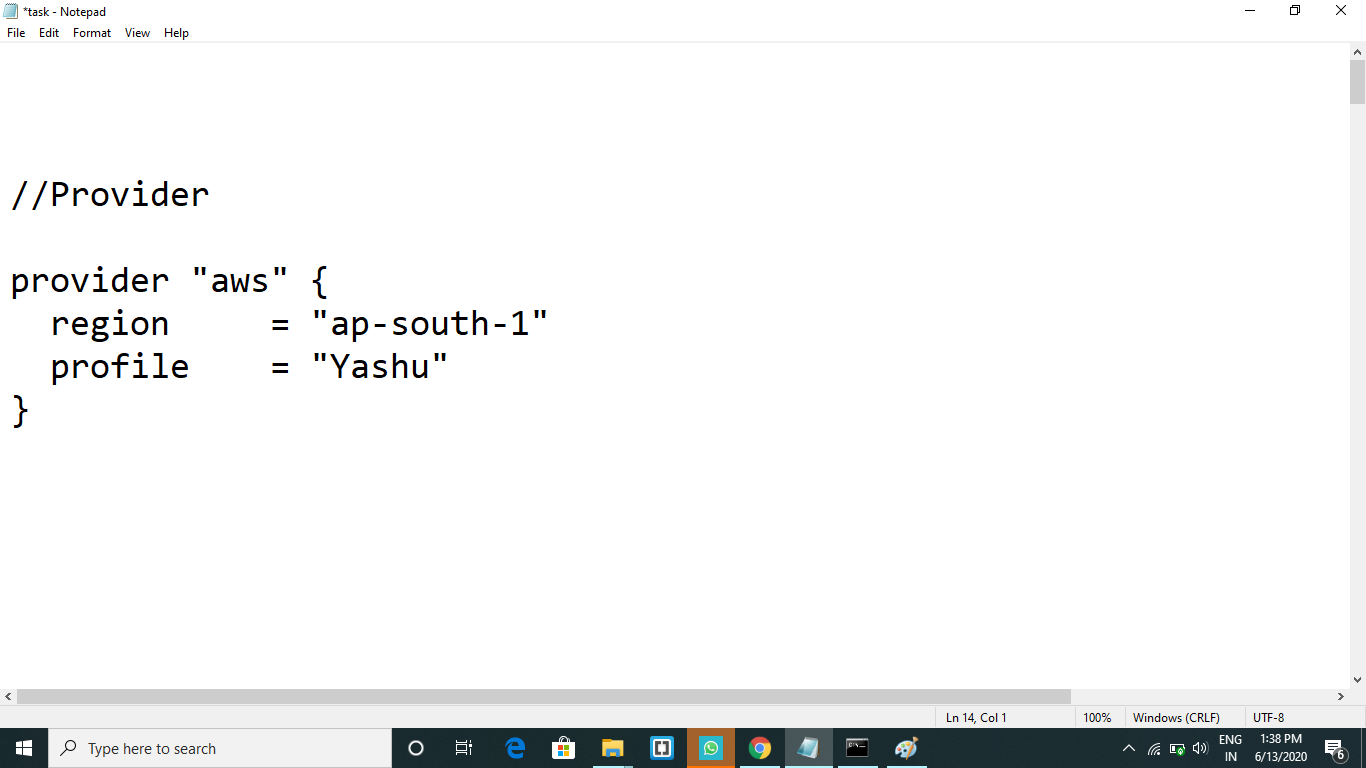 *task - Notepad
File Edit Format View Help
//Provider
provider "aws" {
  region     = "ap-south-1"
  profile    = "Yashu"
}
Ln 14, Col 1 100% Windows (CRLF) UTF-8
Type here to search
ENG
IN
1:38 PM
6/13/2020
6